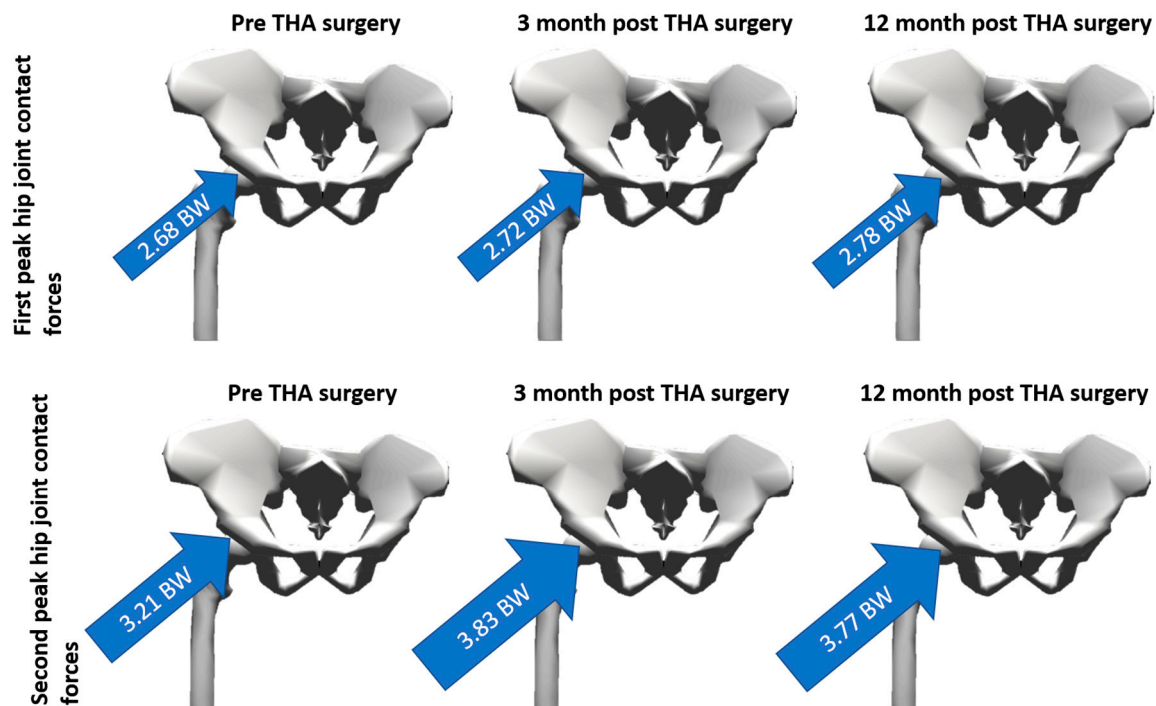 Pre THA surgery
3 month post THA surgery
12 month post THA surgery
First peak hip joint contact
forces
2.68 BW
2.72 BW
2.78 BW
Pre THA surgery
3 month post THA surgery
12 month post THA surgery
Second peak hip joint contact
forces
3.21 BW
3.83 BW
3.77 BW